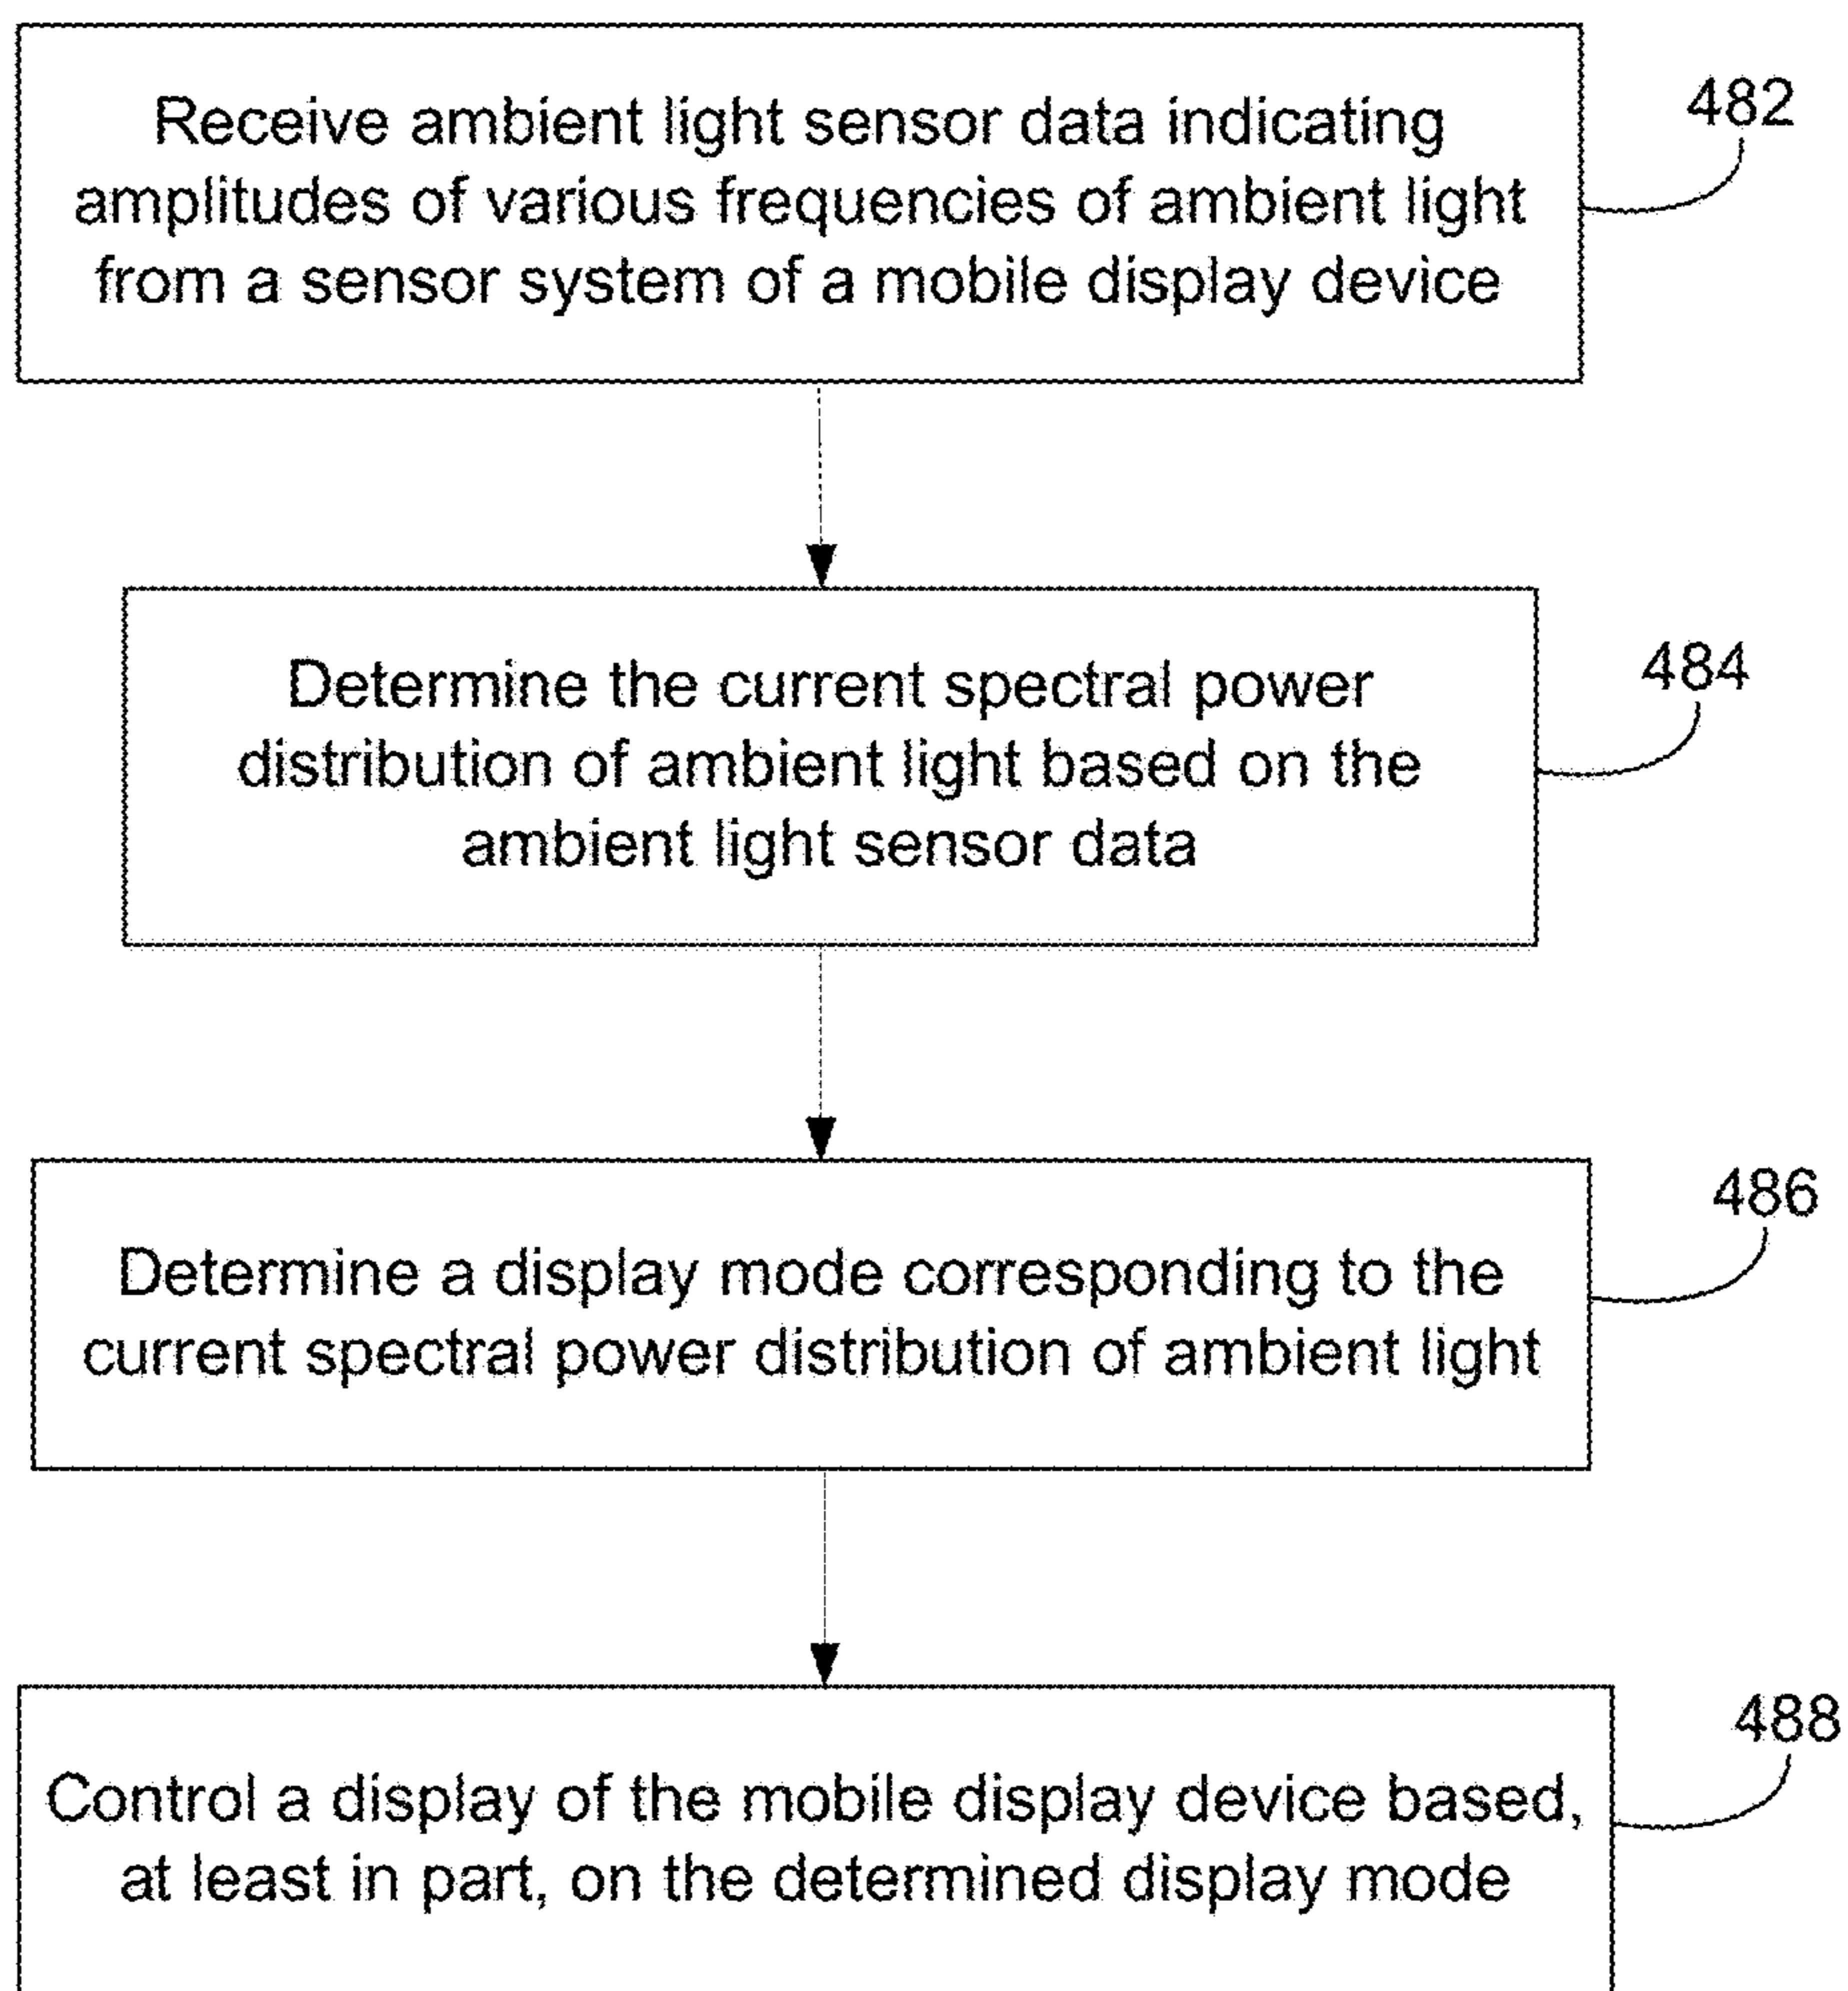 Receive ambient light sensor data indicating
amplitudes of various frequencies of ambient light
from a sensor system of a mobile display device
482
Determine the current spectral power
distribution of ambient light based on the
ambient light sensor data
484
Determine a display mode corresponding to the
current spectral power distribution of ambient light
486
Control a display of the mobile display device based,
at least in part, on the determined display mode
488